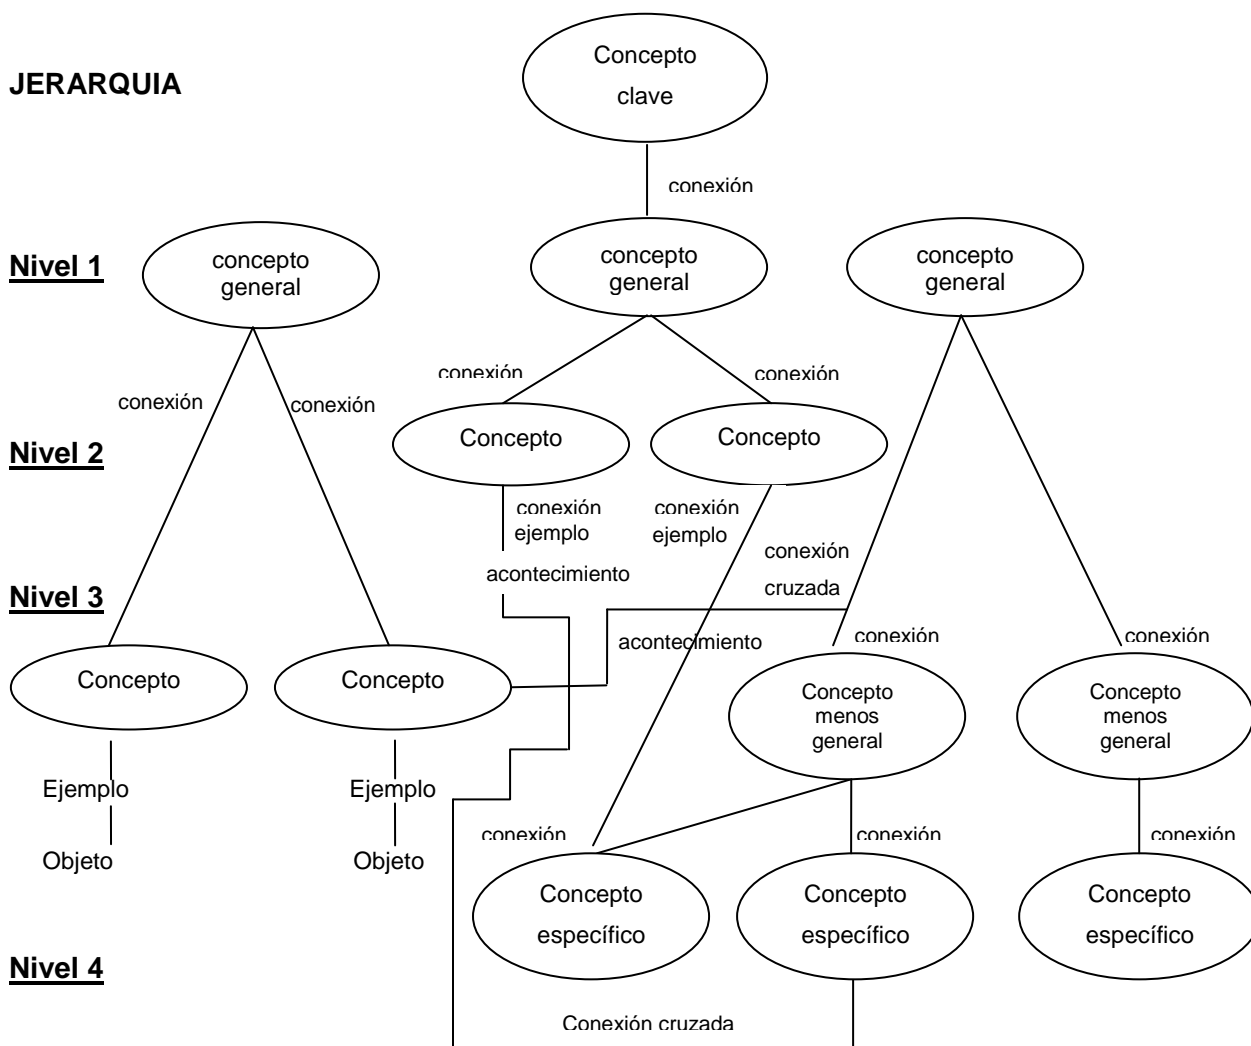 Concepto
clave
JERARQUIA
conexión
Nivel 1
concepto
general
concepto
general
concepto
general
conexión
conexión
conexión
conexión
Nivel 2
Concepto
Concepto
conexión
ejemplo
conexión
ejemplo
conexión
cruzada
acontecimiento
Nivel 3
acontecimiento
conexión
conexión
Concepto
Concepto
Concepto
menos
general
Concepto
menos
general
Ejemplo
Ejemplo
Objeto
Objeto
conexión
conexión
conexión
Concepto
específico
Concepto
específico
Concepto
específico
Nivel 4
Conexión cruzada